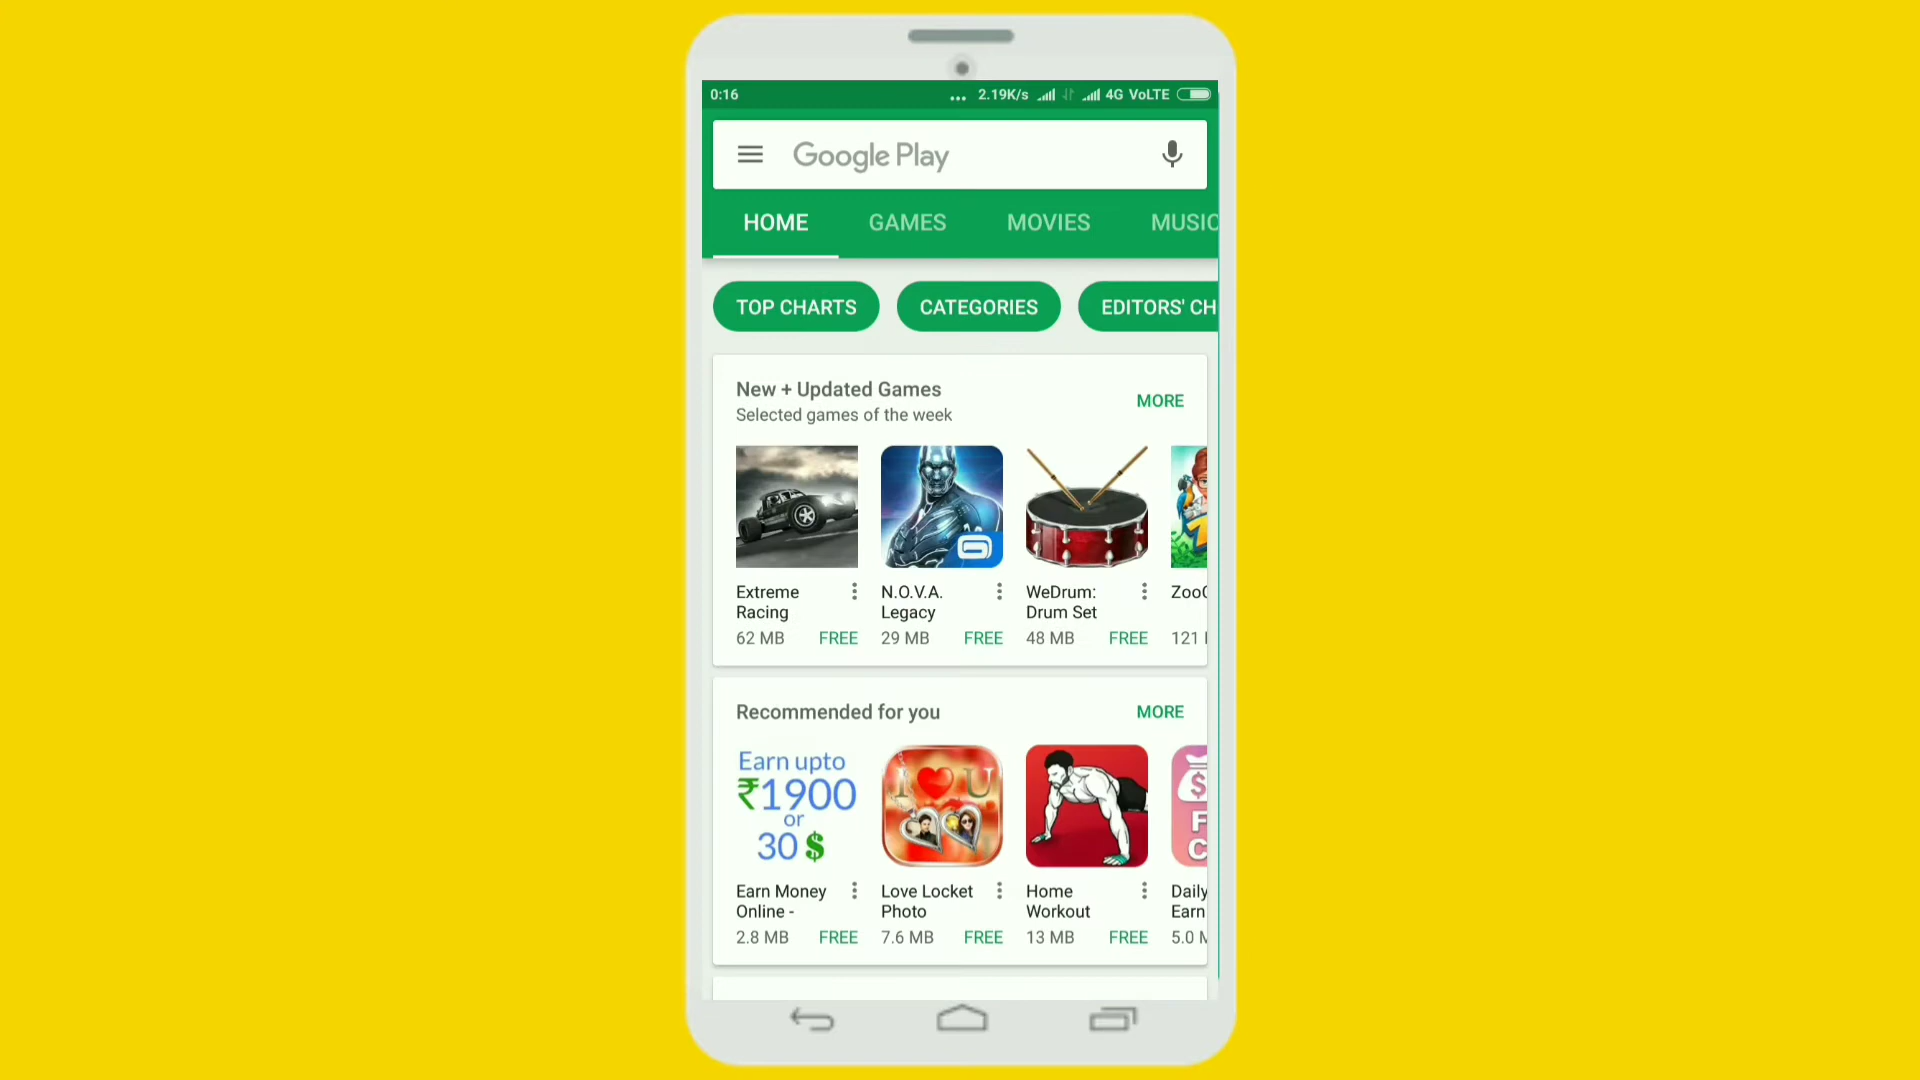 0:16 ... 2.19K/s 4G VoLTE
Google Play
HOME GAMES MOVIES MUSIC
TOP CHARTS CATEGORIES EDITORS' CH
New + Updated Games
MORE
Selected games of the week
Extreme Racing
62 MB FREE
N.O.V.A. Legacy
29 MB FREE
WeDrum: Drum Set
48 MB FREE
Zoo
121
Recommended for you
MORE
Earn upto
₹1900
or
30 $
I U
$
F
C
Earn Money Online -
2.8 MB FREE
Love Locket Photo
7.6 MB FREE
Home Workout
13 MB FREE
Daily Earn
5.0